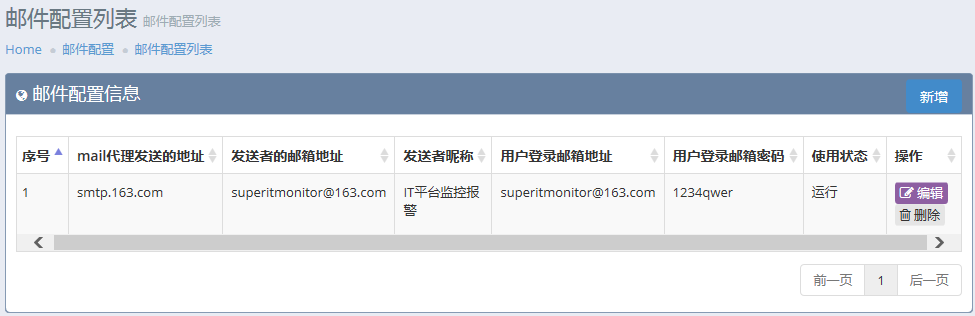 邮件配置列表 邮件配置列表
Home 邮件配置 邮件配置列表
邮件配置信息 新增
序号 mail代理发送的地址 发送者的邮箱地址 发送者昵称 用户登录邮箱地址 用户登录邮箱密码 使用状态 操作
1 smtp.163.com superitmonitor@163.com IT平台监控报 superitmonitor@163.com 1234qwer 运行 编辑
警 删除
前一页 1 后一页